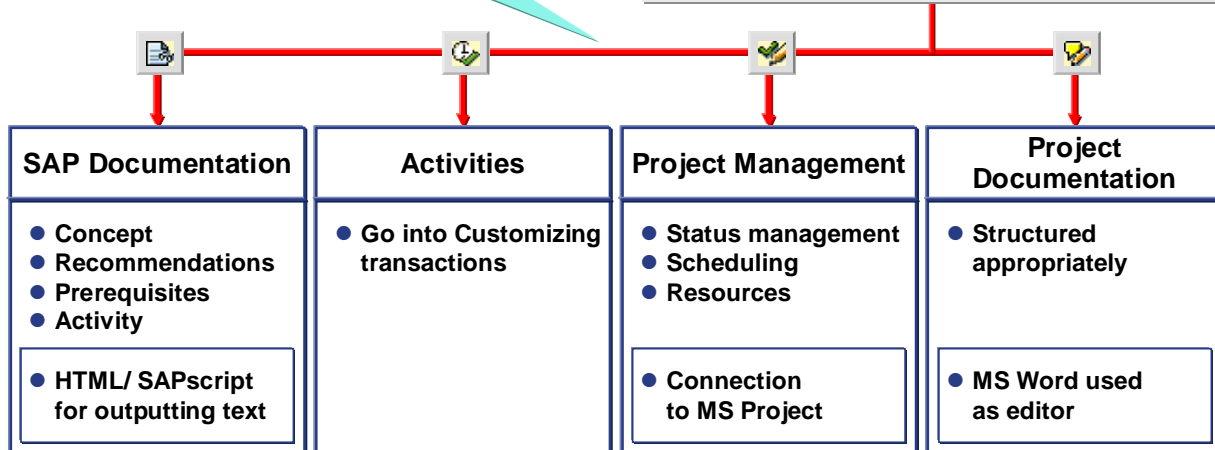 SAP Documentation
Concept
Recommendations
Prerequisites
Activity
HTML/ SAPscript
for outputting text
Activities
Go into Customizing
transactions
Project Management
Status management
Scheduling
Resources
Connection
to MS Project
Project
Documentation
Structured
appropriately
MS Word used
as editor